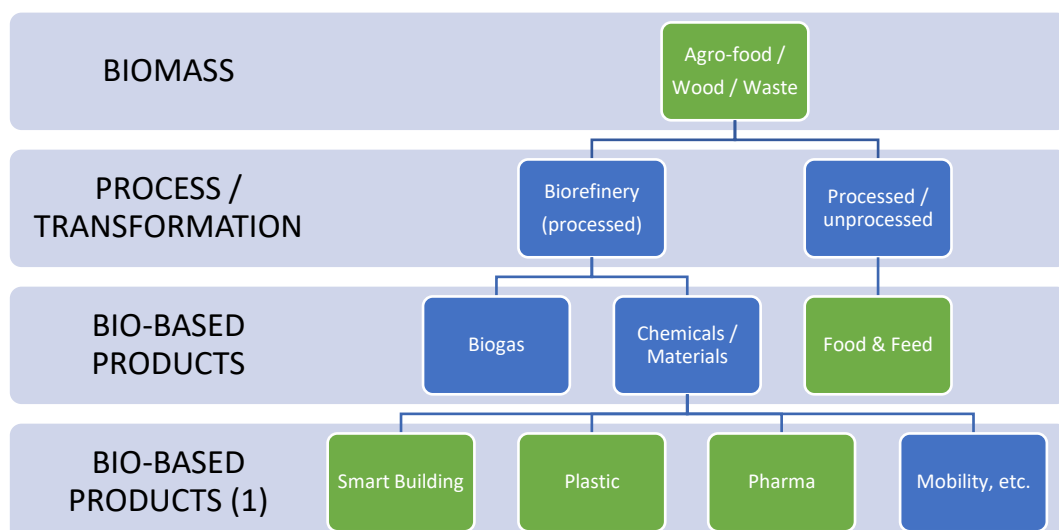 BIOMASS
Agro-food /
Wood / Waste
PROCESS /
TRANSFORMATION
Biorefinery
(processed)
Processed /
unprocessed
BIO-BASED
PRODUCTS
Biogas
Chemicals /
Materials
Food & Feed
BIO-BASED
PRODUCTS (1)
Smart Building
Plastic
Pharma
Mobility, etc.